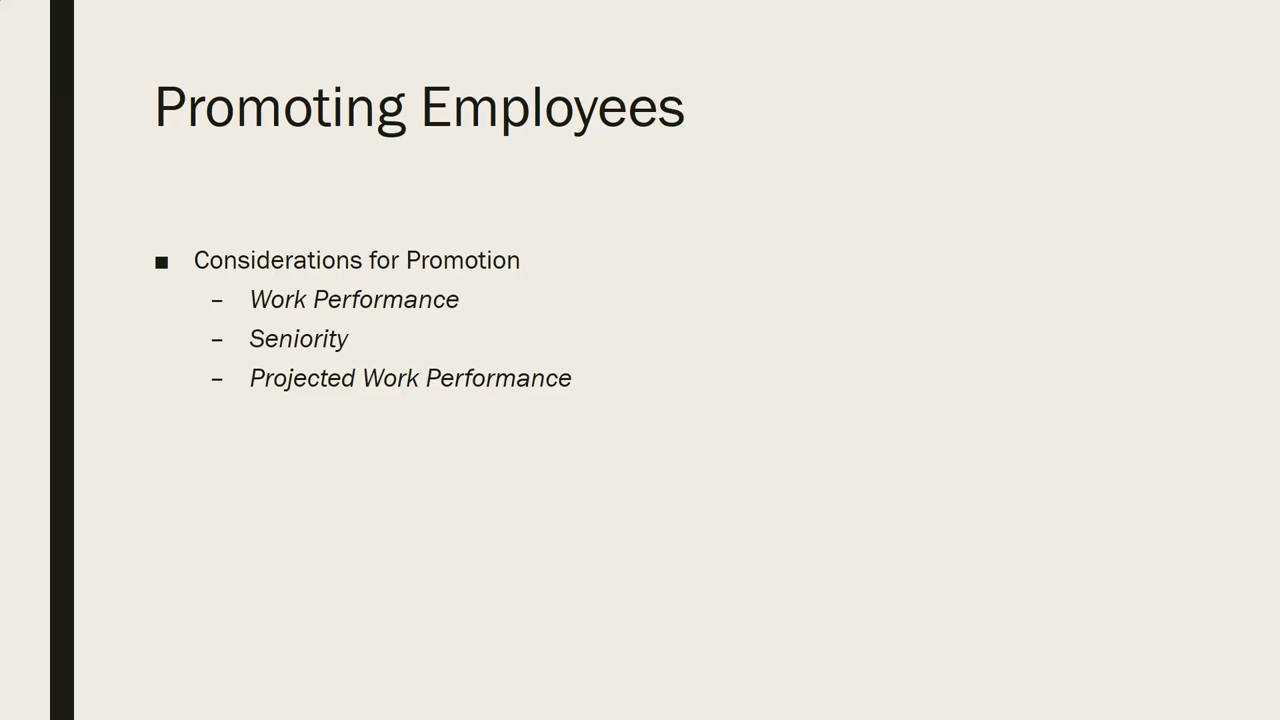 Promoting Employees
■ Considerations for Promotion
– Work Performance
– Seniority
– Projected Work Performance